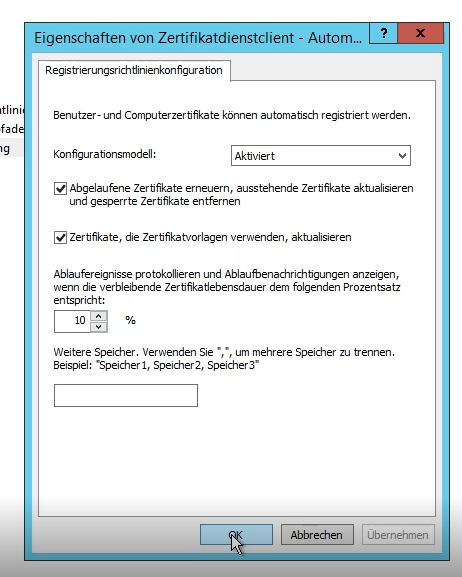 Eigenschaften von Zertifikatdienstclient - Autom... ? x
Registrierungsrichtlinienkonfiguration
Benutzer- und Computerzertifikate können automatisch registriert werden.
Konfigurationsmodell: Aktiviert
Abgelaufene Zertifikate erneuern, ausstehende Zertifikate aktualisieren
und gesperrte Zertifikate entfernen
Zertifikate, die Zertifikatvorlagen verwenden, aktualisieren
Ablaufereignisse protokollieren und Ablaufbenachrichtigungen anzeigen,
wenn die verbleibende Zertifikatlebensdauer dem folgenden Prozentsatz
entspricht:
10 %
Weitere Speicher. Verwenden Sie ",", um mehrere Speicher zu trennen.
Beispiel: "Speicher1, Speicher2, Speicher3"
OK Abbrechen Übernehmen